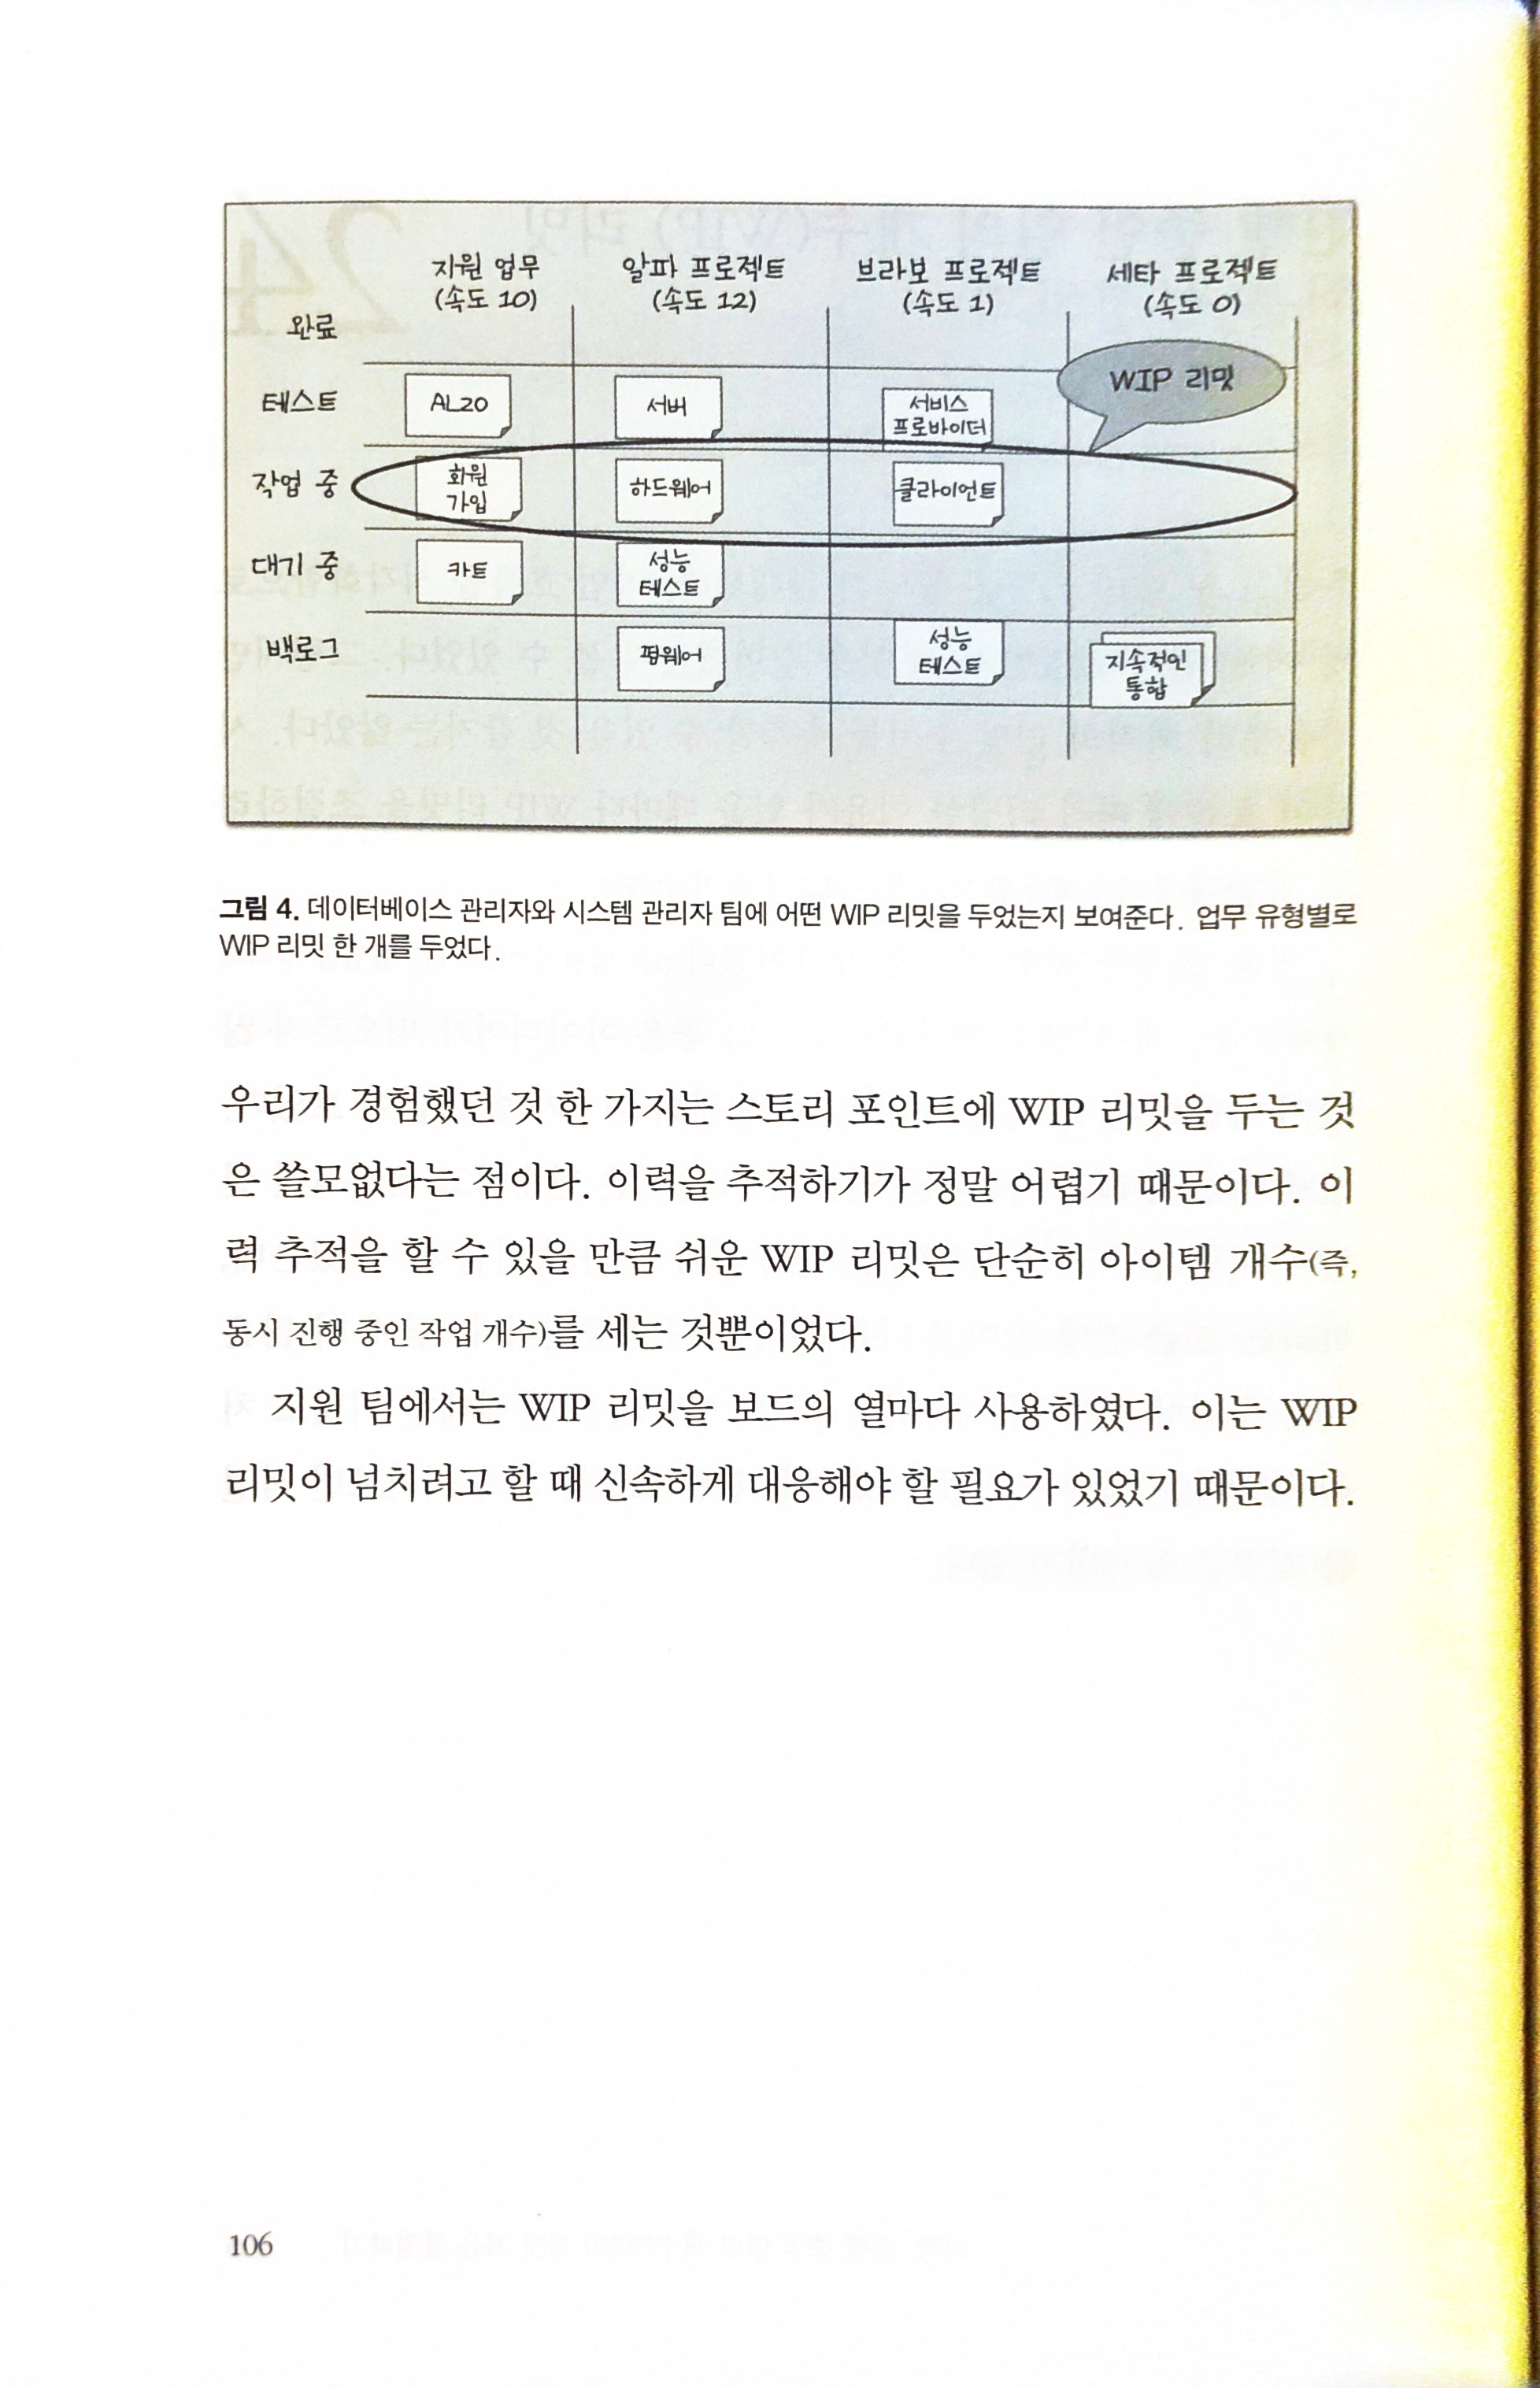 지원 업무 알파 프로젝트 브라보 프로젝트 세타 프로젝트
(속도 10) (속도 12) (속도 1) (속도 0)
완료
WIP 리밋
테스트 AL20 서버 서비스
프로바이더
작업 중 회원
가입 하드웨어 클라이언트
대기 중 카트 성능
테스트
백로그 펌웨어 성능
테스트 지속적인
통합
그림 4. 데이터베이스 관리자와 시스템 관리자 팀에 어떤 WIP 리밋을 두었는지 보여준다. 업무 유형별로
WIP 리밋 한 개를 두었다.
우리가 경험했던 것 한 가지는 스토리 포인트에 WIP 리밋을 두는 것
은 쓸모없다는 점이다. 이력을 추적하기가 정말 어렵기 때문이다. 이
력 추적을 할 수 있을 만큼 쉬운 WIP 리밋은 단순히 아이템 개수(즉,
동시 진행 중인 작업 개수)를 세는 것뿐이었다.
지원 팀에서는 WIP 리밋을 보드의 열마다 사용하였다. 이는 WIP
리밋이 넘치려고 할 때 신속하게 대응해야 할 필요가 있었기 때문이다.
106